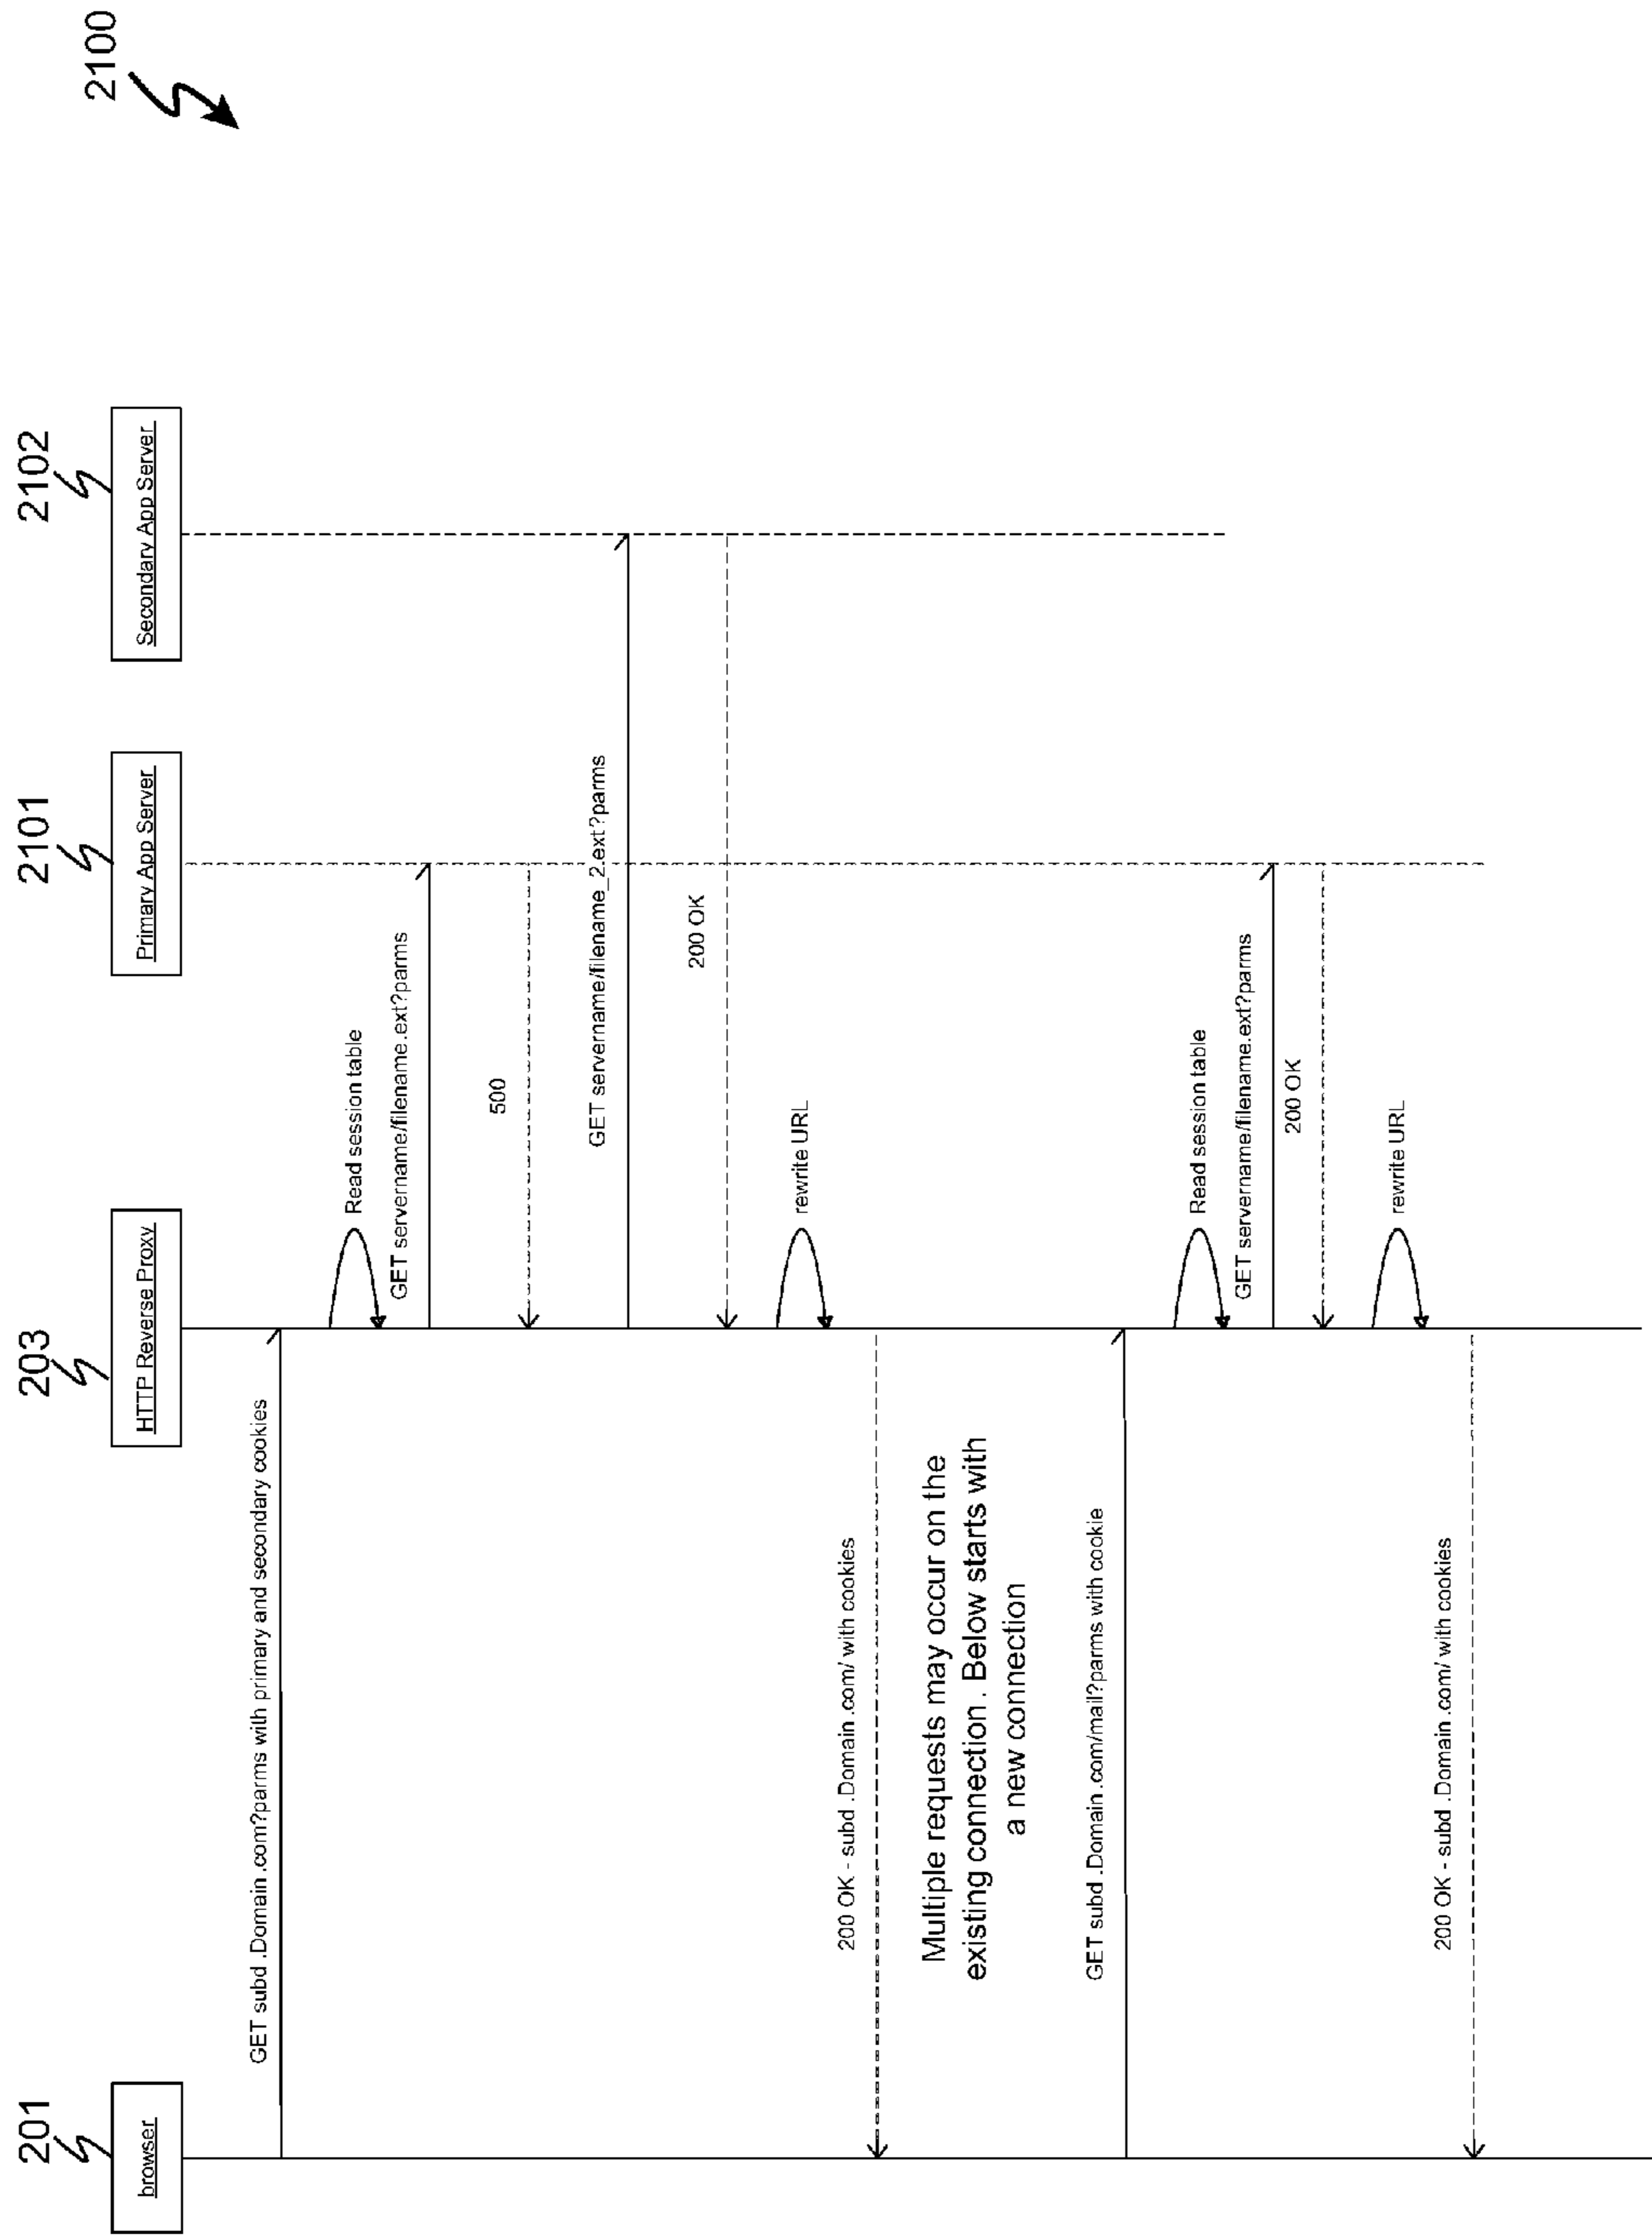 2100
201
203
2101
2102
browser
HTTP Reverse Proxy
Primary App Server
Secondary App Server
GET subd .Domain .com?parms with primary and secondary cookies
Read session table
GET servername/filename.ext?parms
500
GET servername/filename_2.ext?parms
200 OK
rewrite URL
200 OK - subd .Domain .com/ with cookies
Multiple requests may occur on the
existing connection . Below starts with
a new connection
GET subd .Domain .com/mail?parms with cookie
Read session table
GET servername/filename.ext?parms
200 OK
rewrite URL
200 OK - subd .Domain .com/ with cookies